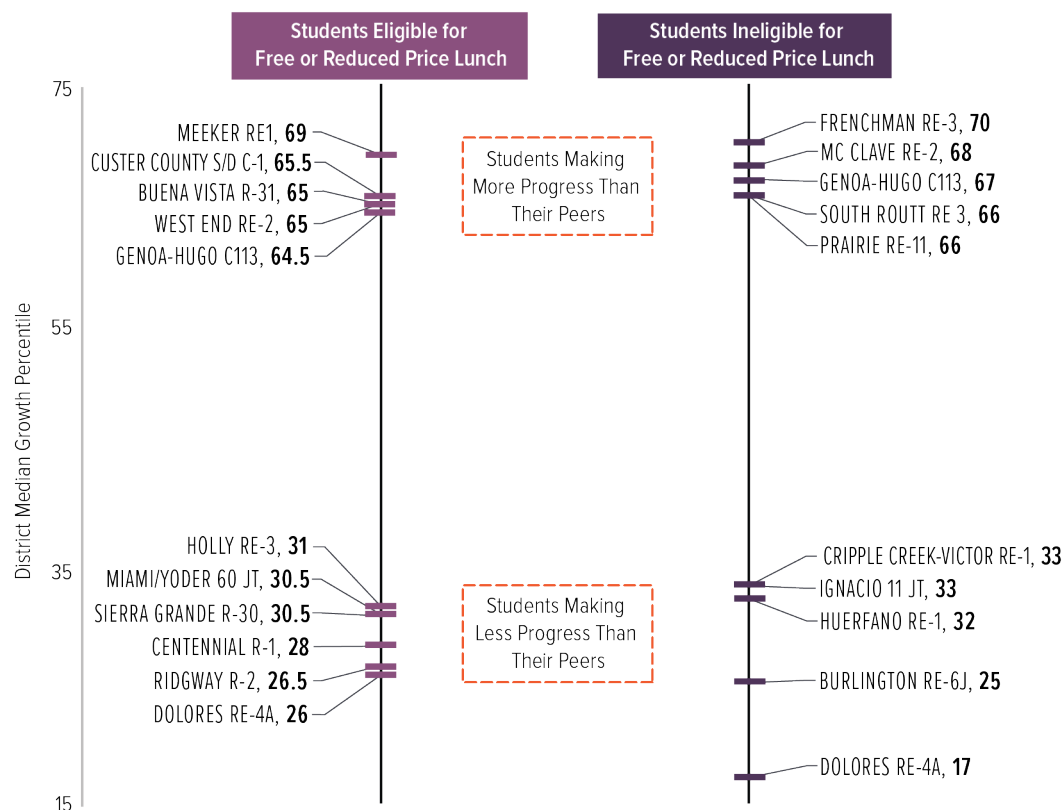 Students Eligible for
Free or Reduced Price Lunch
Students Ineligible for
Free or Reduced Price Lunch
District Median Growth Percentile
75
55
35
15
MEEKER RE1, 69
CUSTER COUNTY S/D C-1, 65.5
BUENA VISTA R-31, 65
WEST END RE-2, 65
GENOA-HUGO C113, 64.5
Students Making
More Progress Than
Their Peers
FRENCHMAN RE-3, 70
MC CLAVE RE-2, 68
GENOA-HUGO C113, 67
SOUTH ROUTT RE 3, 66
PRAIRIE RE-11, 66
HOLLY RE-3, 31
MIAMI/YODER 60 JT, 30.5
SIERRA GRANDE R-30, 30.5
CENTENNIAL R-1, 28
RIDGWAY R-2, 26.5
DOLORES RE-4A, 26
Students Making
Less Progress Than
Their Peers
CRIPPLE CREEK-VICTOR RE-1, 33
IGNACIO 11 JT, 33
HUERFANO RE-1, 32
BURLINGTON RE-6J, 25
DOLORES RE-4A, 17